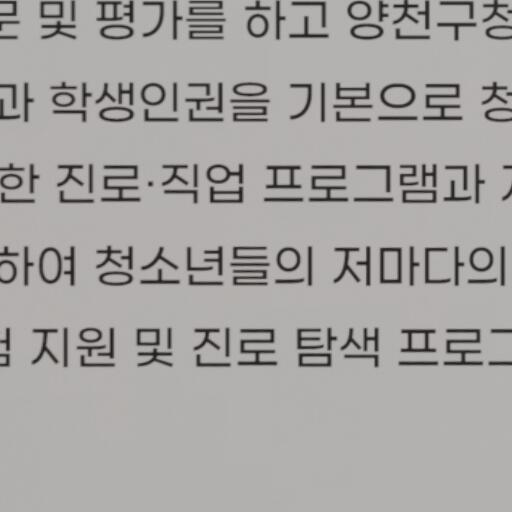 문 및 평가를 하고 양천구청
과 학생인권을 기본으로 청
한 진로·직업 프로그램과
하여 청소년들의 저마다의
험 지원 및 진로 탐색 프로그